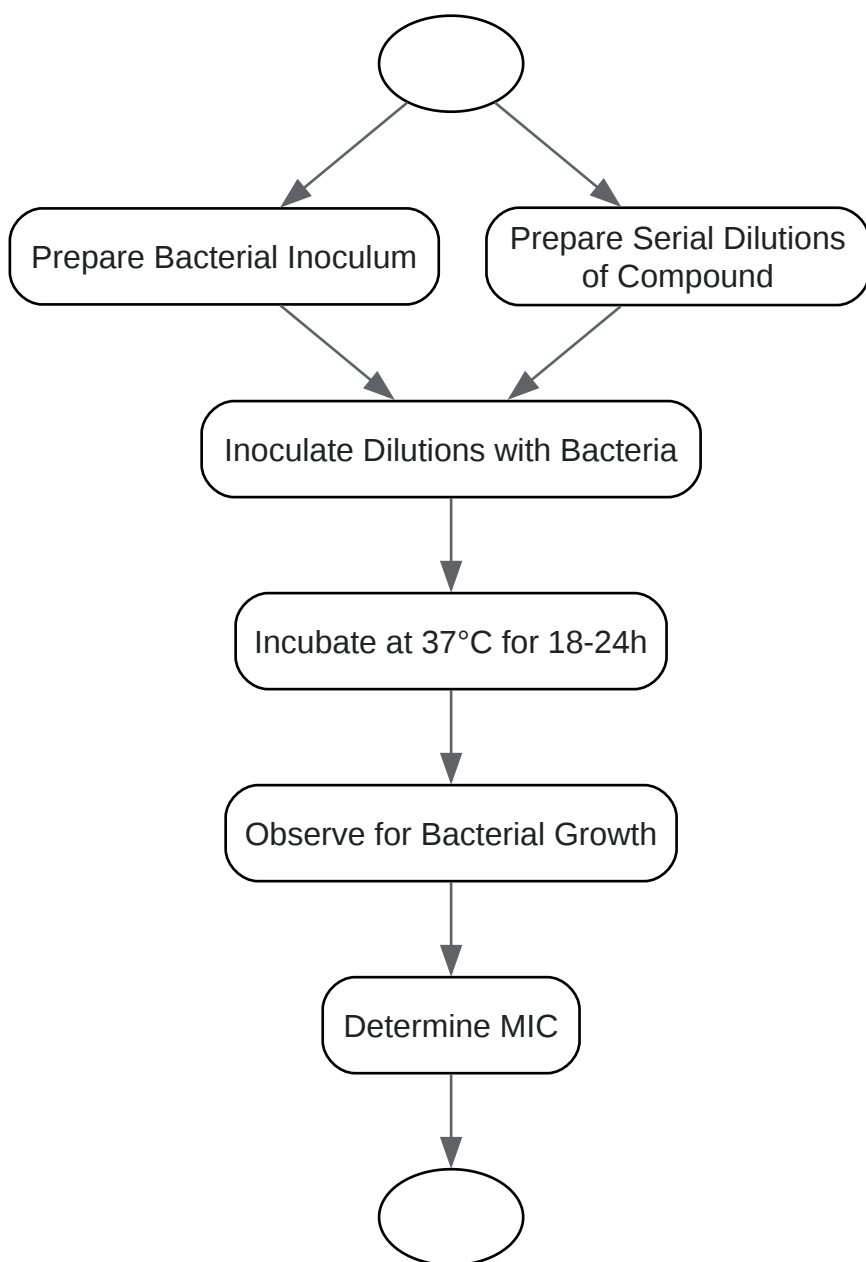 Prepare Bacterial Inoculum
Prepare Serial Dilutions
of Compound
Inoculate Dilutions with Bacteria
Incubate at 37°C for 18-24h
Observe for Bacterial Growth
Determine MIC